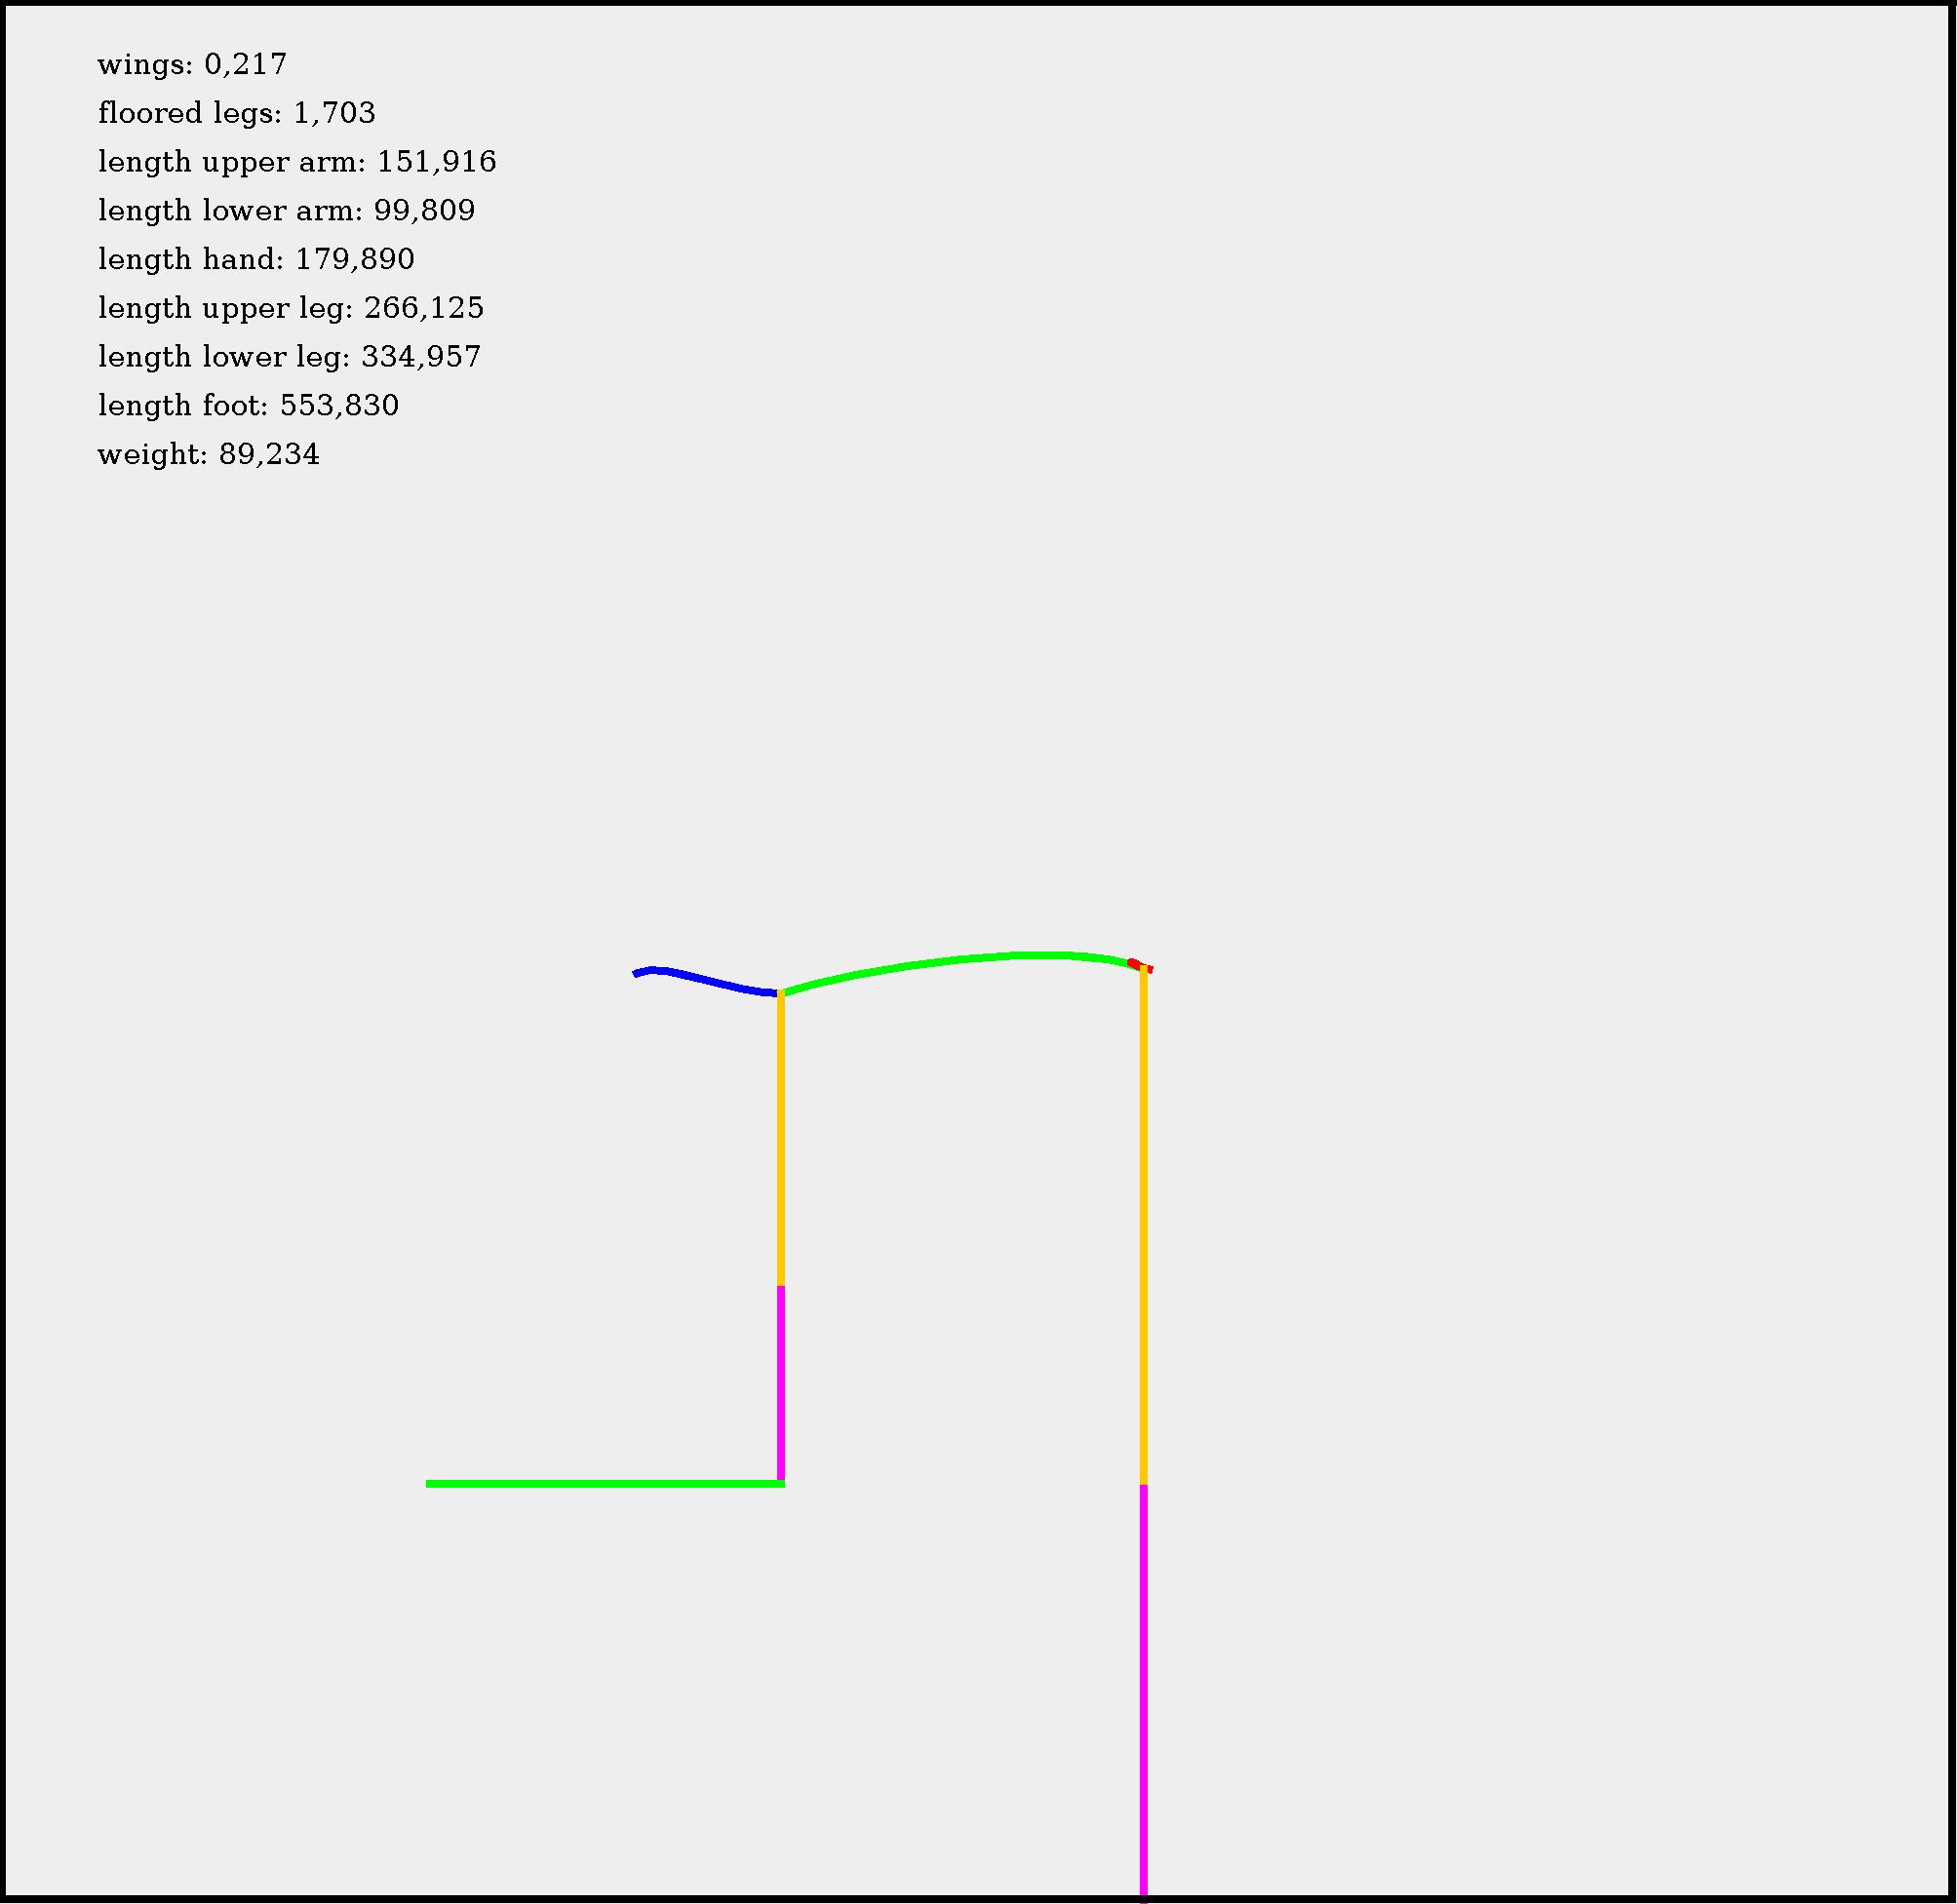 wings: 0,217
floored legs: 1,703
length upper arm: 151,916
length lower arm: 99,809
length hand: 179,890
length upper leg: 266,125
length lower leg: 334,957
length foot: 553,830
weight: 89,234